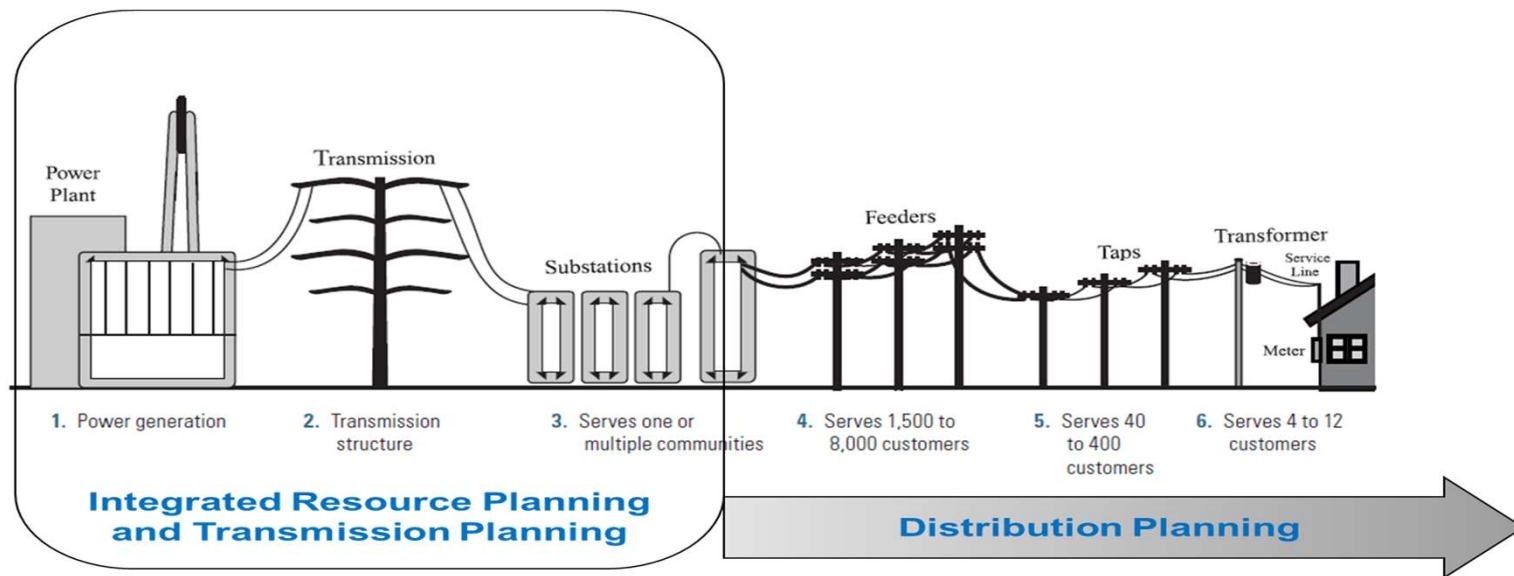 Power
Plant
Transmission
Substations
Feeders
Taps
Transformer
Service
Line
Meter
1. Power generation
2. Transmission
structure
3. Serves one or
multiple communities
4. Serves 1,500 to
8,000 customers
5. Serves 40
to 400
customers
6. Serves 4 to 12
customers
Integrated Resource Planning
and Transmission Planning
Distribution Planning